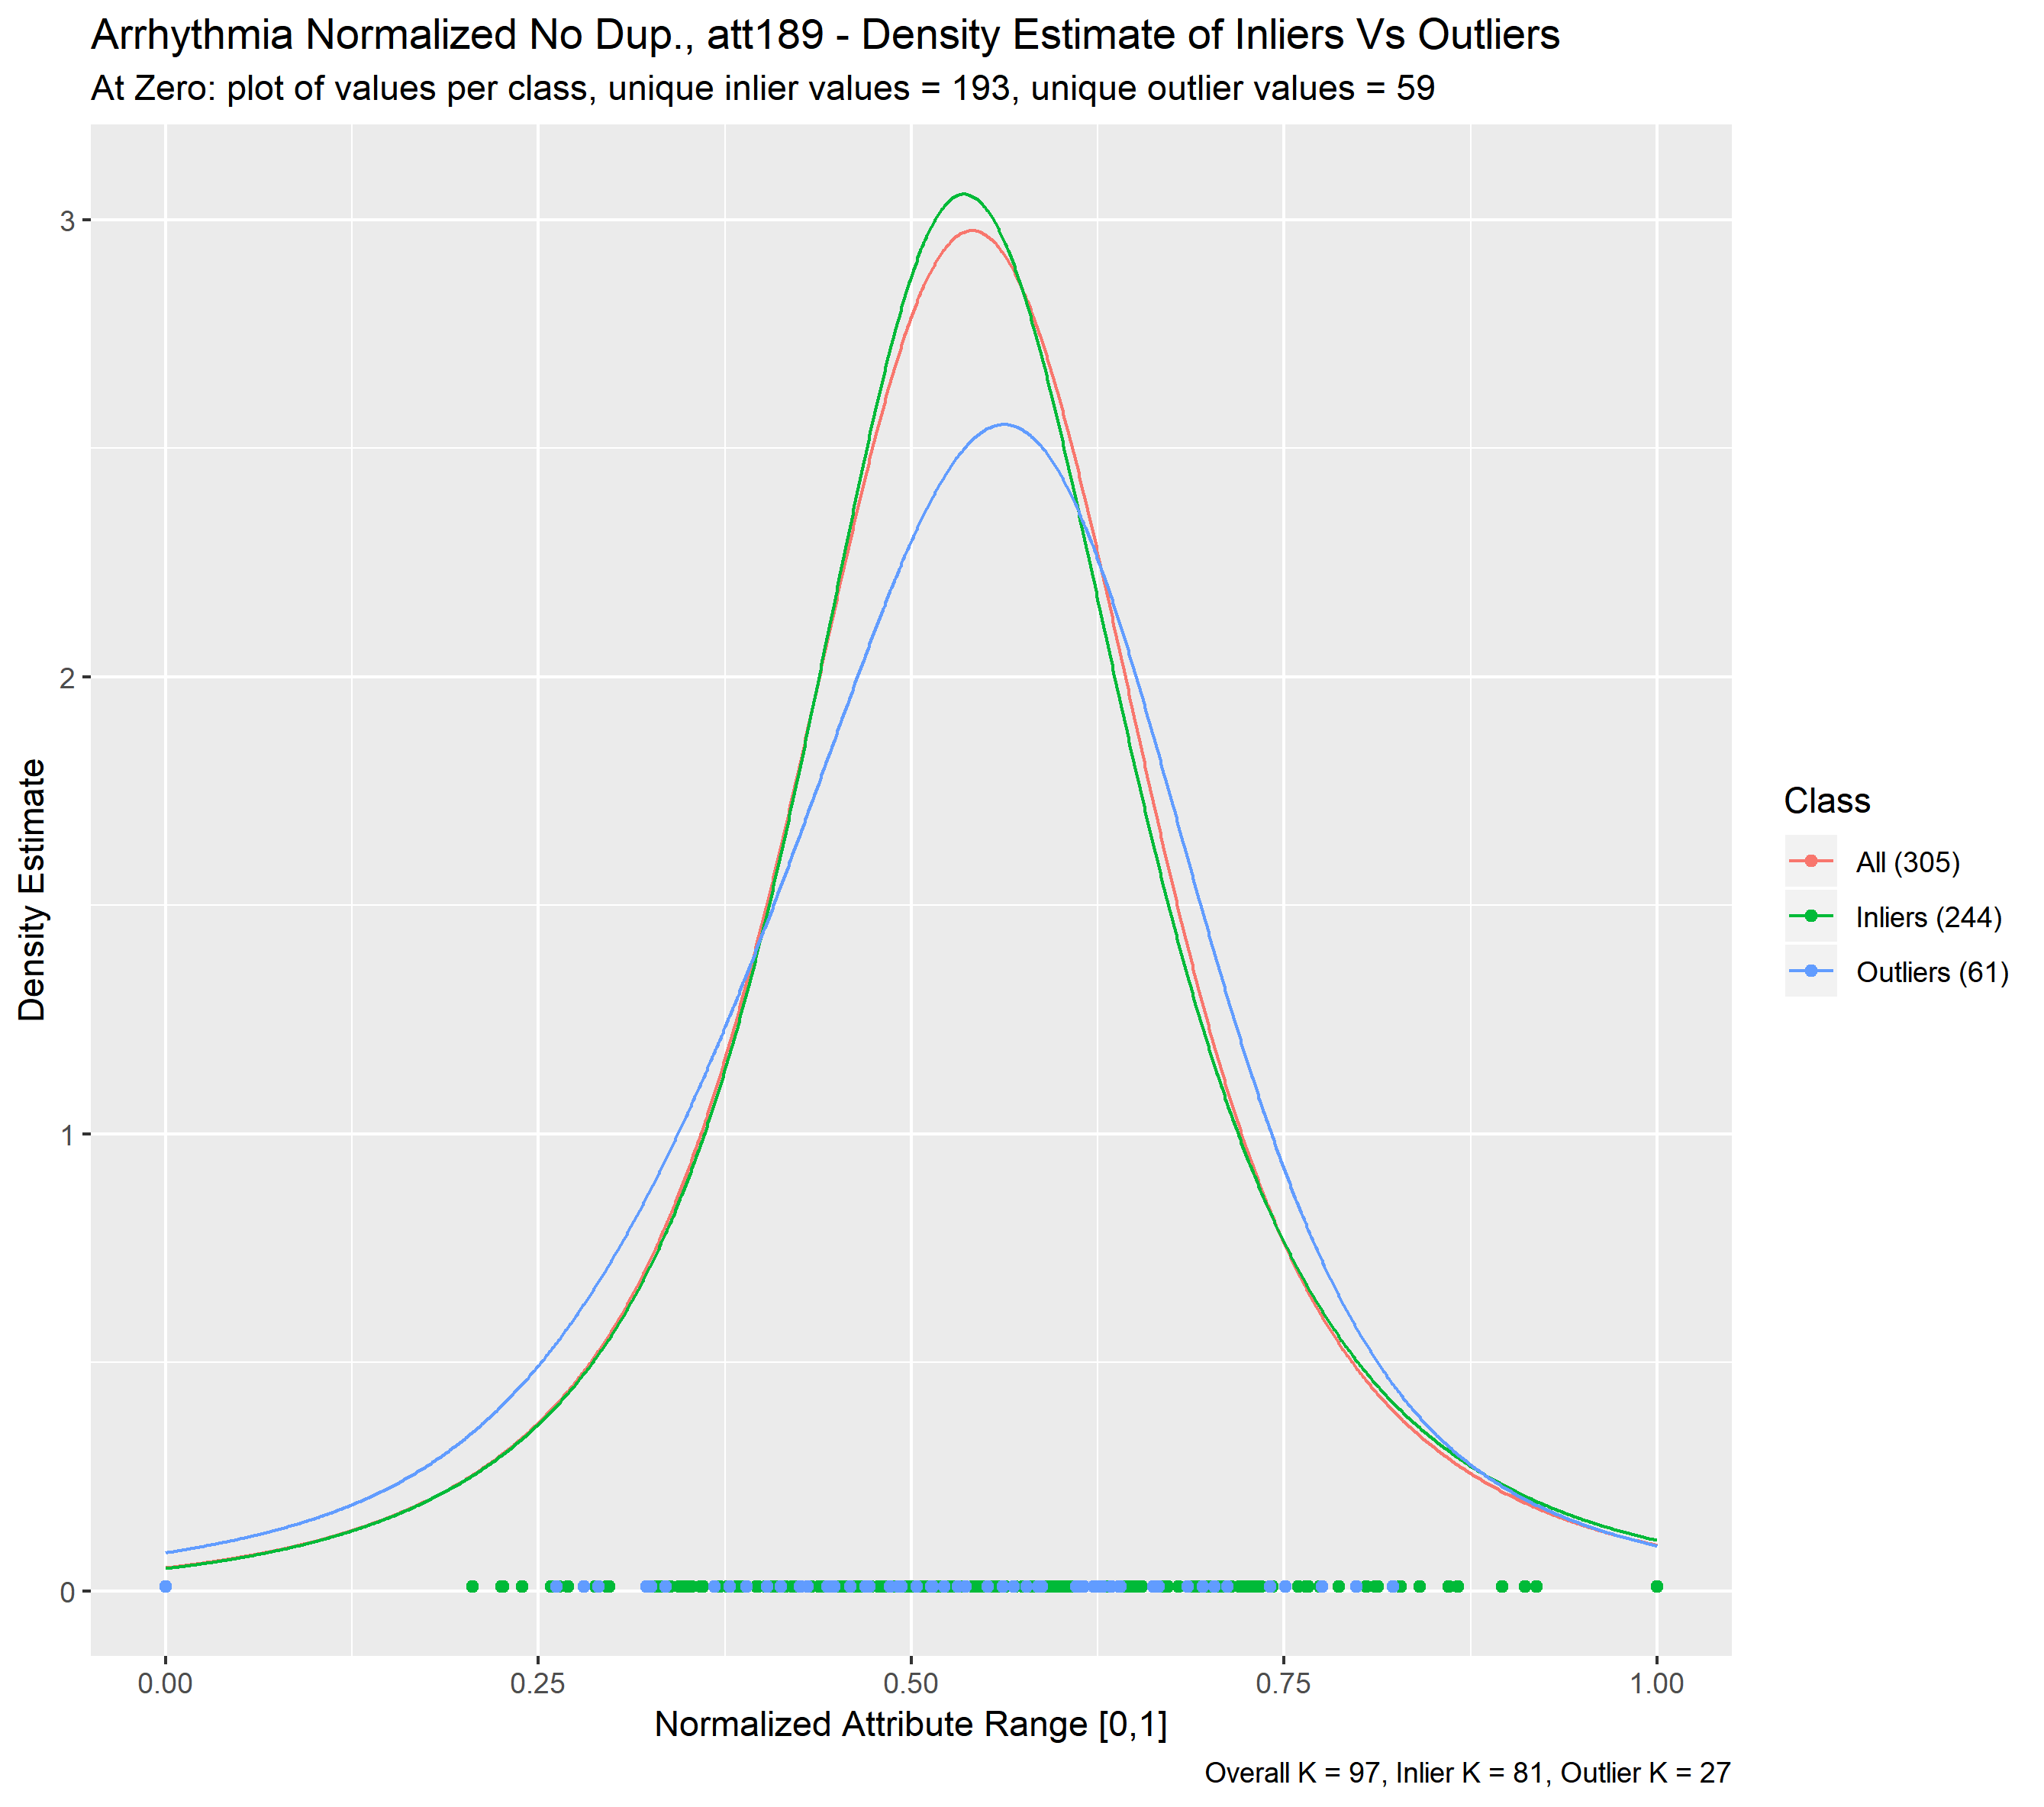 Arrhythmia Normalized No Dup., att189 - Density Estimate of Inliers Vs Outliers
At Zero: plot of values per class, unique inlier values = 193, unique outlier values = 59
3
2
1
0
Density Estimate
0.00 0.25 0.50 0.75 1.00
Normalized Attribute Range [0,1]
Class
All (305)
Inliers (244)
Outliers (61)
Overall K = 97, Inlier K = 81, Outlier K = 27